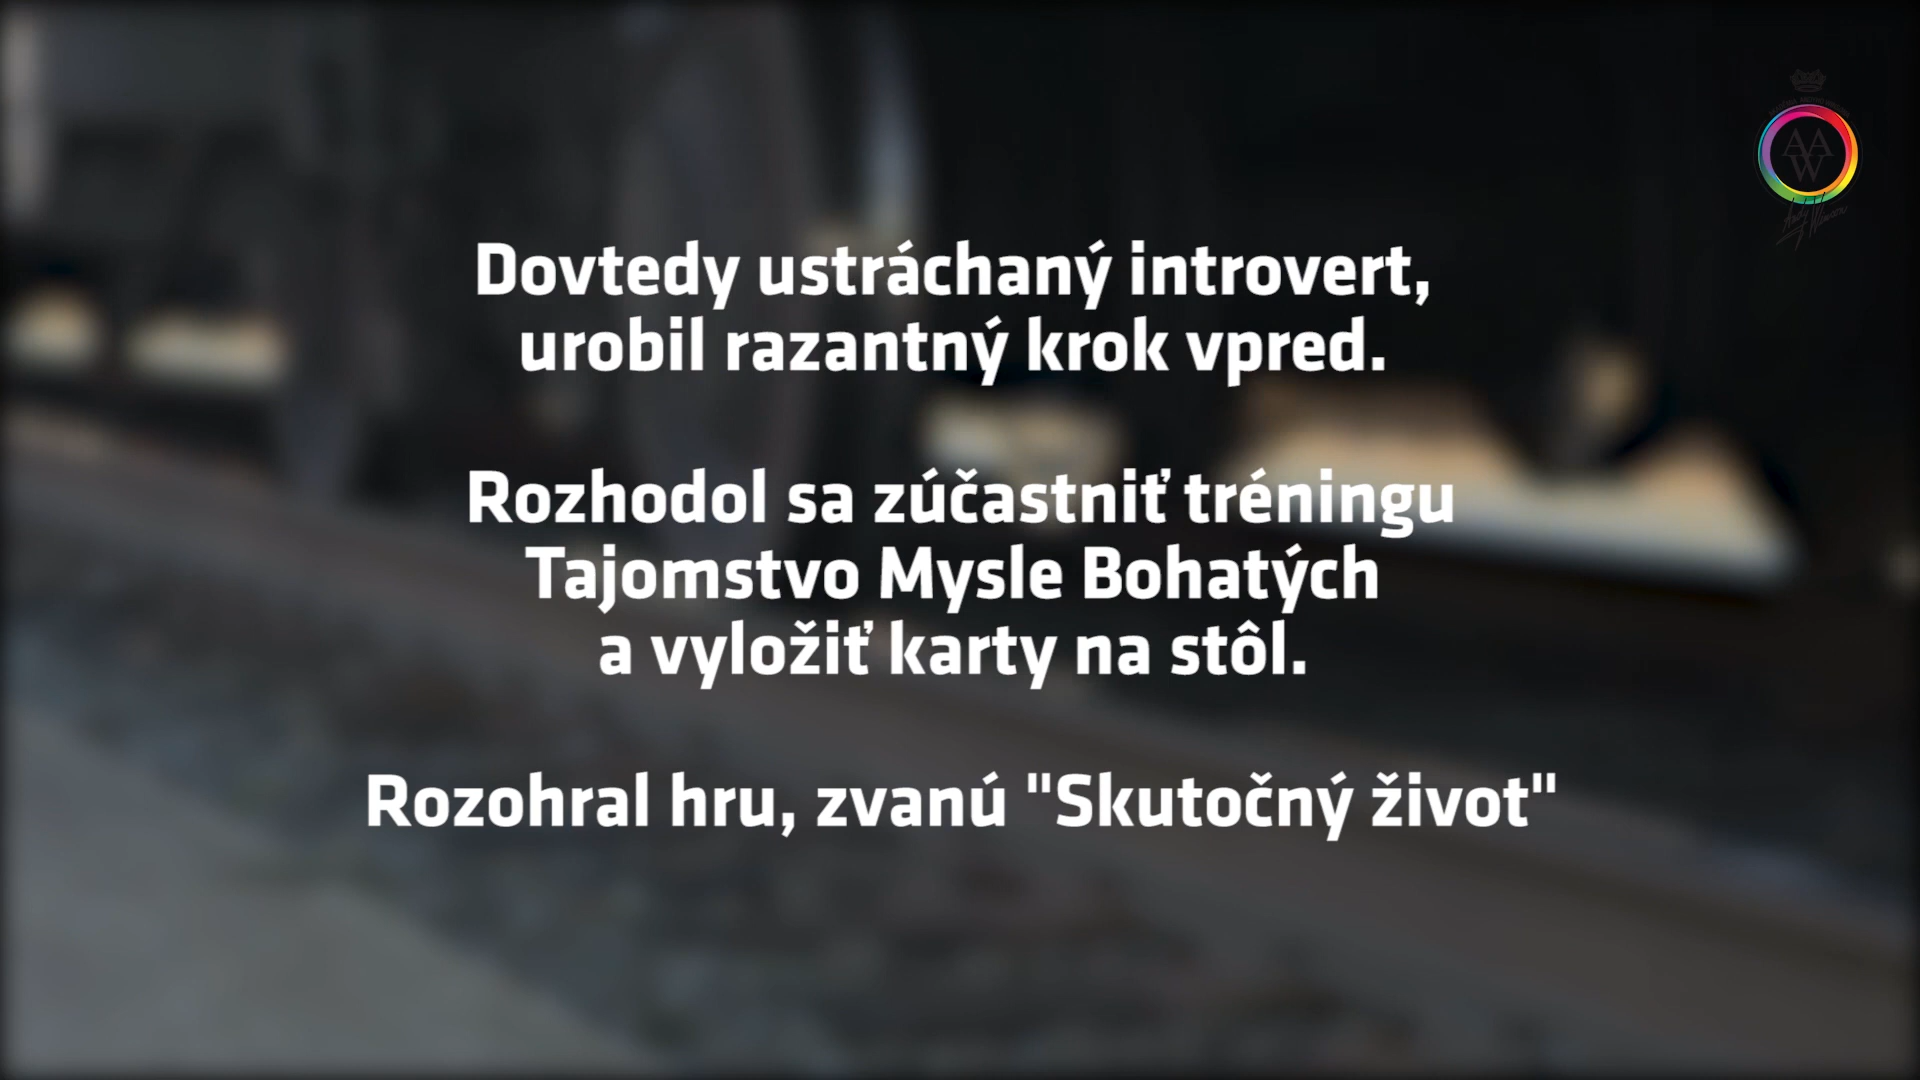 Dovtedy ustráchaný introvert,
urobil razantný krok vpred.
Rozhodol sa zúčastniť tréningu
Tajomstvo Mysle Bohatých
a vyložiť karty na stôl.
Rozohral hru, zvanú "Skutočný život"
AA
W